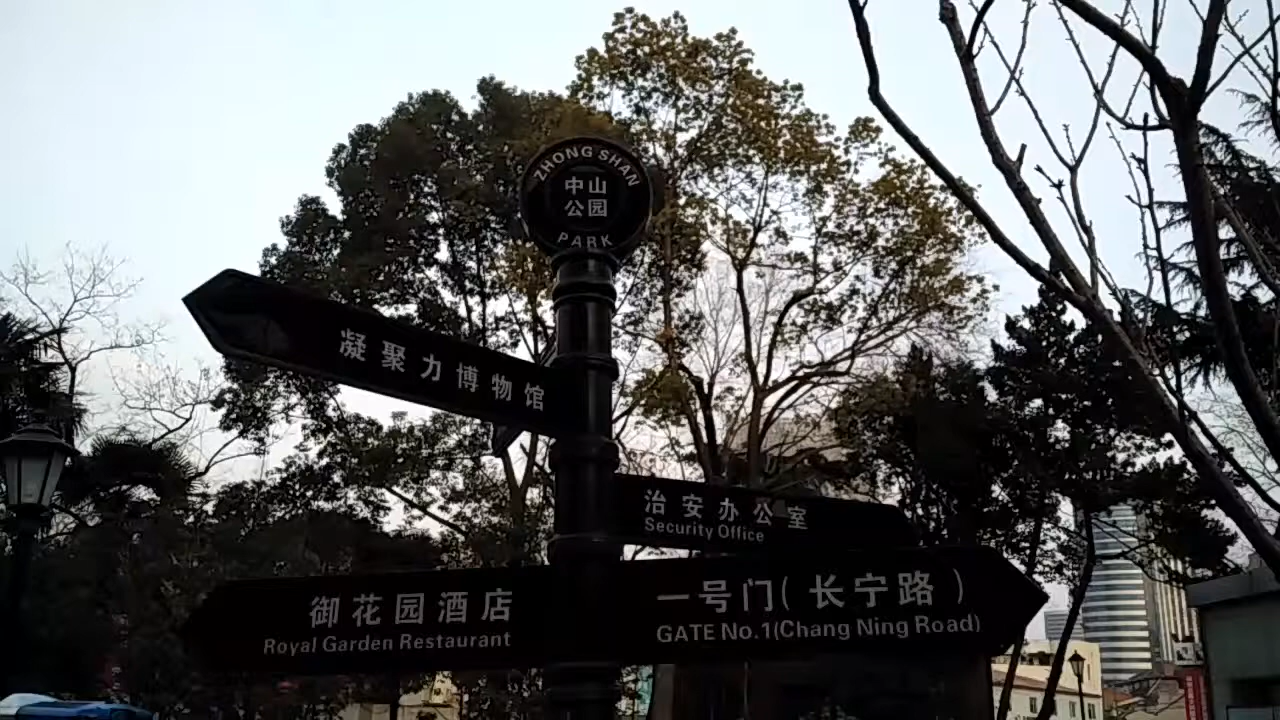 ZHONG SHAN
中山
公园
PARK
凝聚力博物馆
治安办公室
Security Office
御花园酒店
Royal Garden Restaurant
一号门(长宁路)
GATE No.1(Chang Ning Road)